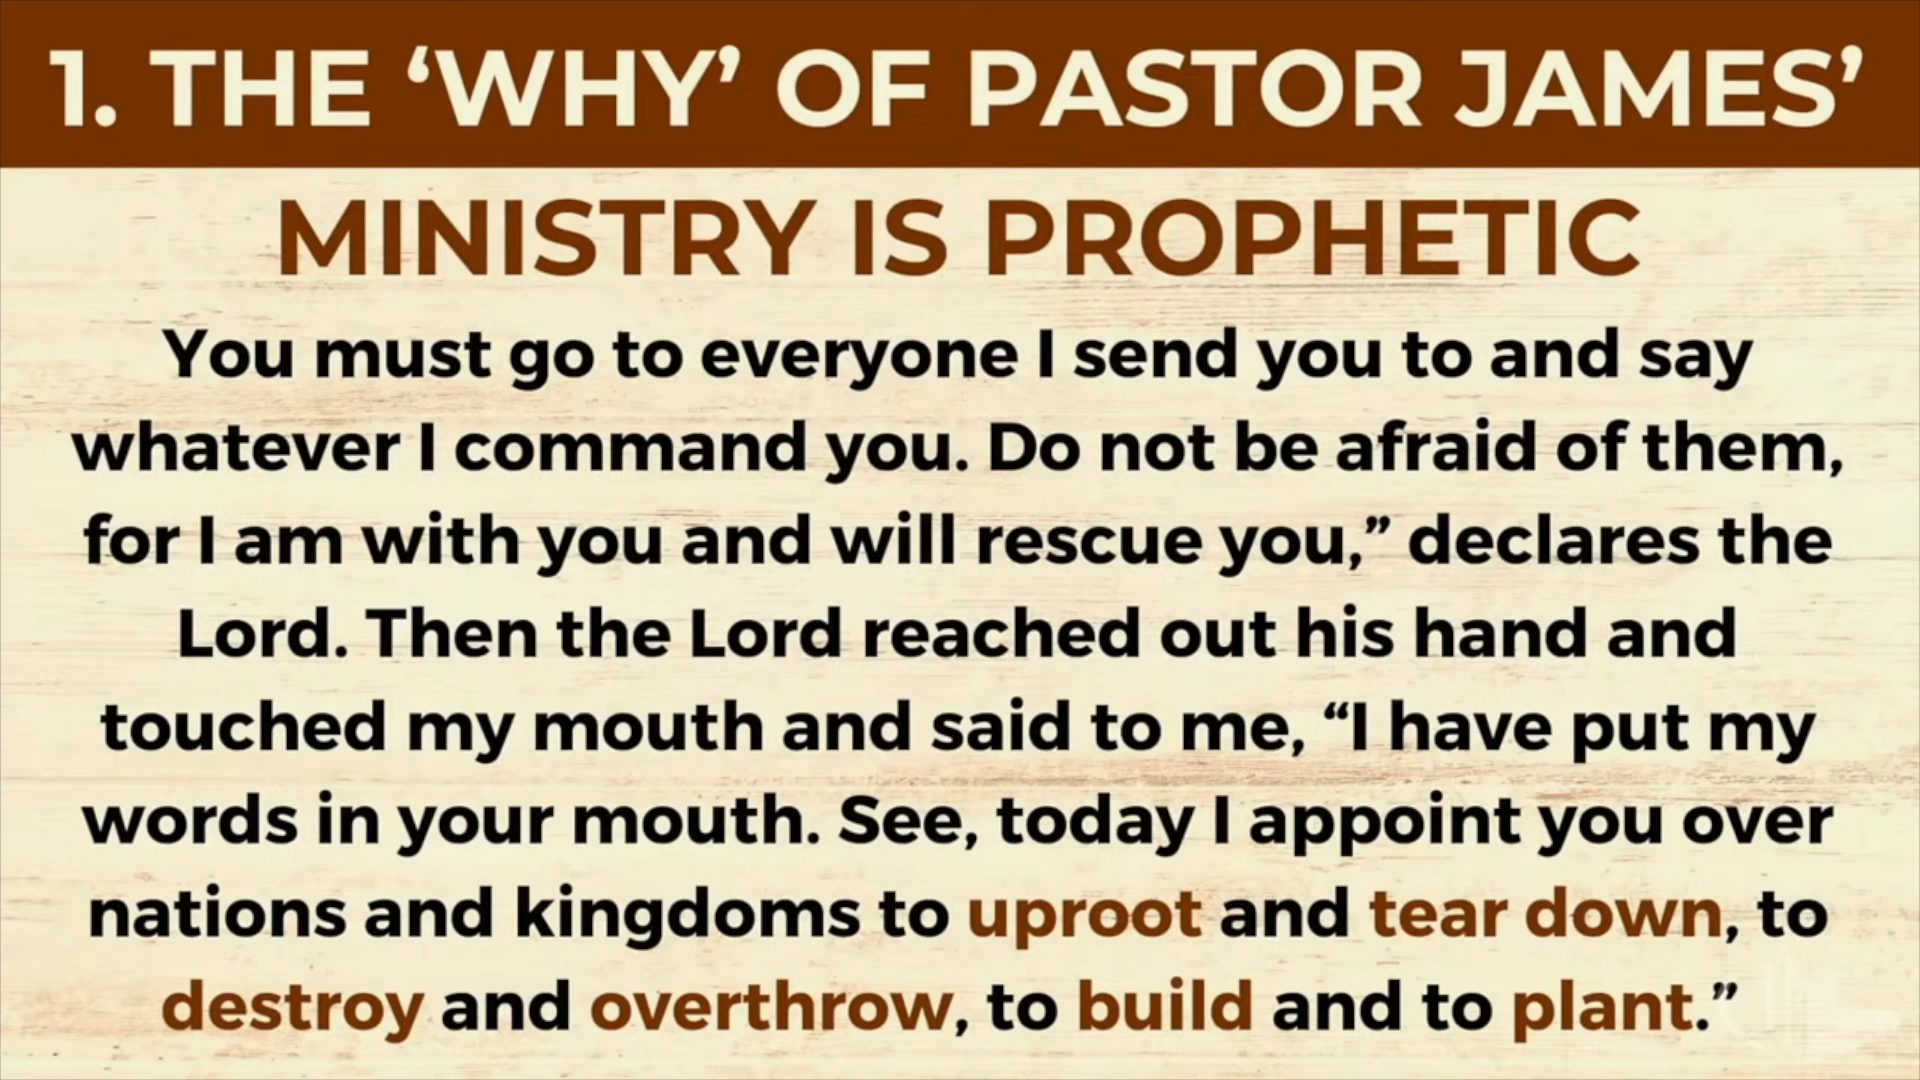 1. THE ‘WHY’ OF PASTOR JAMES’
MINISTRY IS PROPHETIC
You must go to everyone I send you to and say
whatever I command you. Do not be afraid of them,
for I am with you and will rescue you,” declares the
Lord. Then the Lord reached out his hand and
touched my mouth and said to me, “I have put my
words in your mouth. See, today I appoint you over
nations and kingdoms to uproot and tear down, to
destroy and overthrow, to build and to plant.”